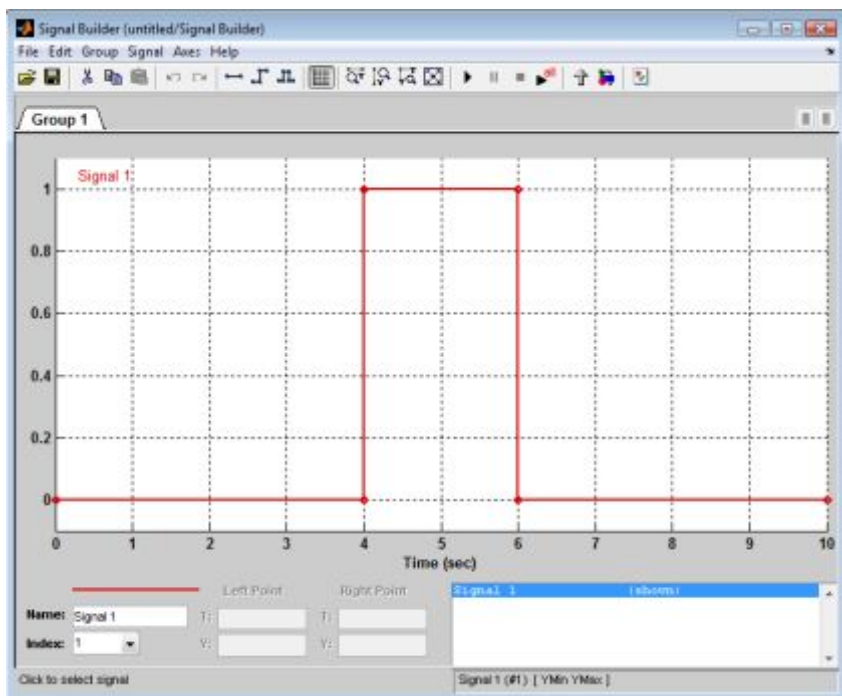 Signal Builder (untitled/Signal Builder)
File Edit Group Signal Axes Help
Group 1
Signal 1
1
0.8
0.6
0.4
0.2
0
0 1 2 3 4 5 6 7 8 9 10
Time (sec)
Left Point Right Point
Name: Signal 1 T: T:
Index: 1 Y: Y:
Signal 1 (shown)
Click to select signal
Signal 1 (#1) [ YMin YMax ]